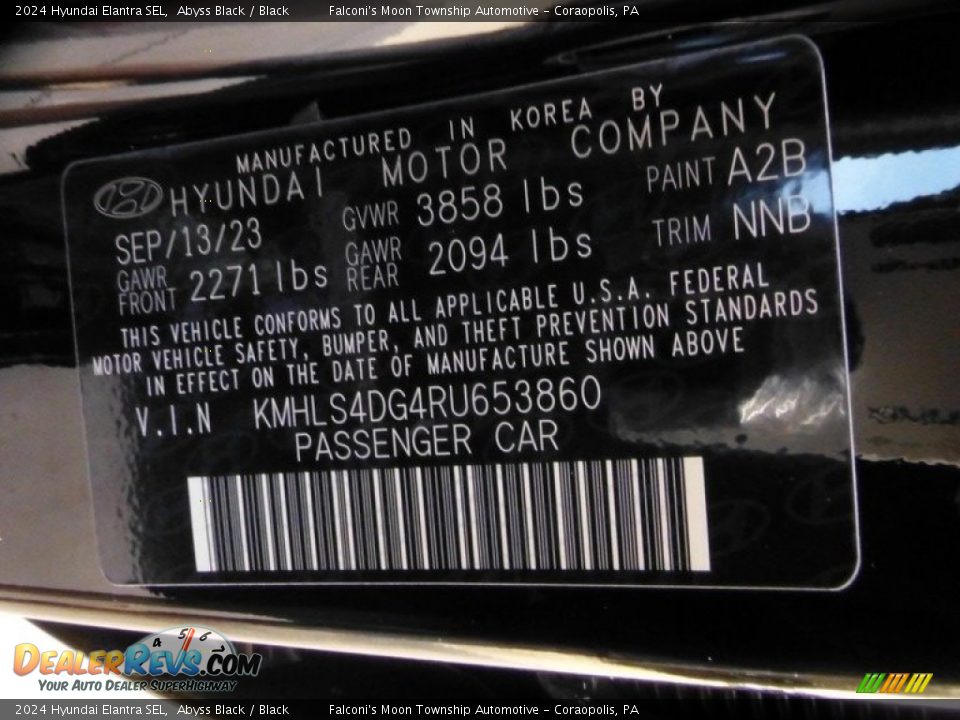 2024 Hyundai Elantra SEL, Abyss Black / Black Falconi's Moon Township Automotive - Coraopolis, PA
MANUFACTURED IN KOREA BY
HYUNDAI MOTOR COMPANY
SEP/13/23 GVWR 3858 lbs PAINT A2B
GAWR FRONT 2271 lbs GAWR REAR 2094 lbs TRIM NNB
THIS VEHICLE CONFORMS TO ALL APPLICABLE U.S.A. FEDERAL
MOTOR VEHICLE SAFETY, BUMPER, AND THEFT PREVENTION STANDARDS
IN EFFECT ON THE DATE OF MANUFACTURE SHOWN ABOVE
V.I.N KMHLS4DG4RU653860
PASSENGER CAR
4 5 6
DEALERREVS.COM
YOUR AUTO DEALER SUPERHIGHWAY
2024 Hyundai Elantra SEL, Abyss Black / Black Falconi's Moon Township Automotive - Coraopolis, PA